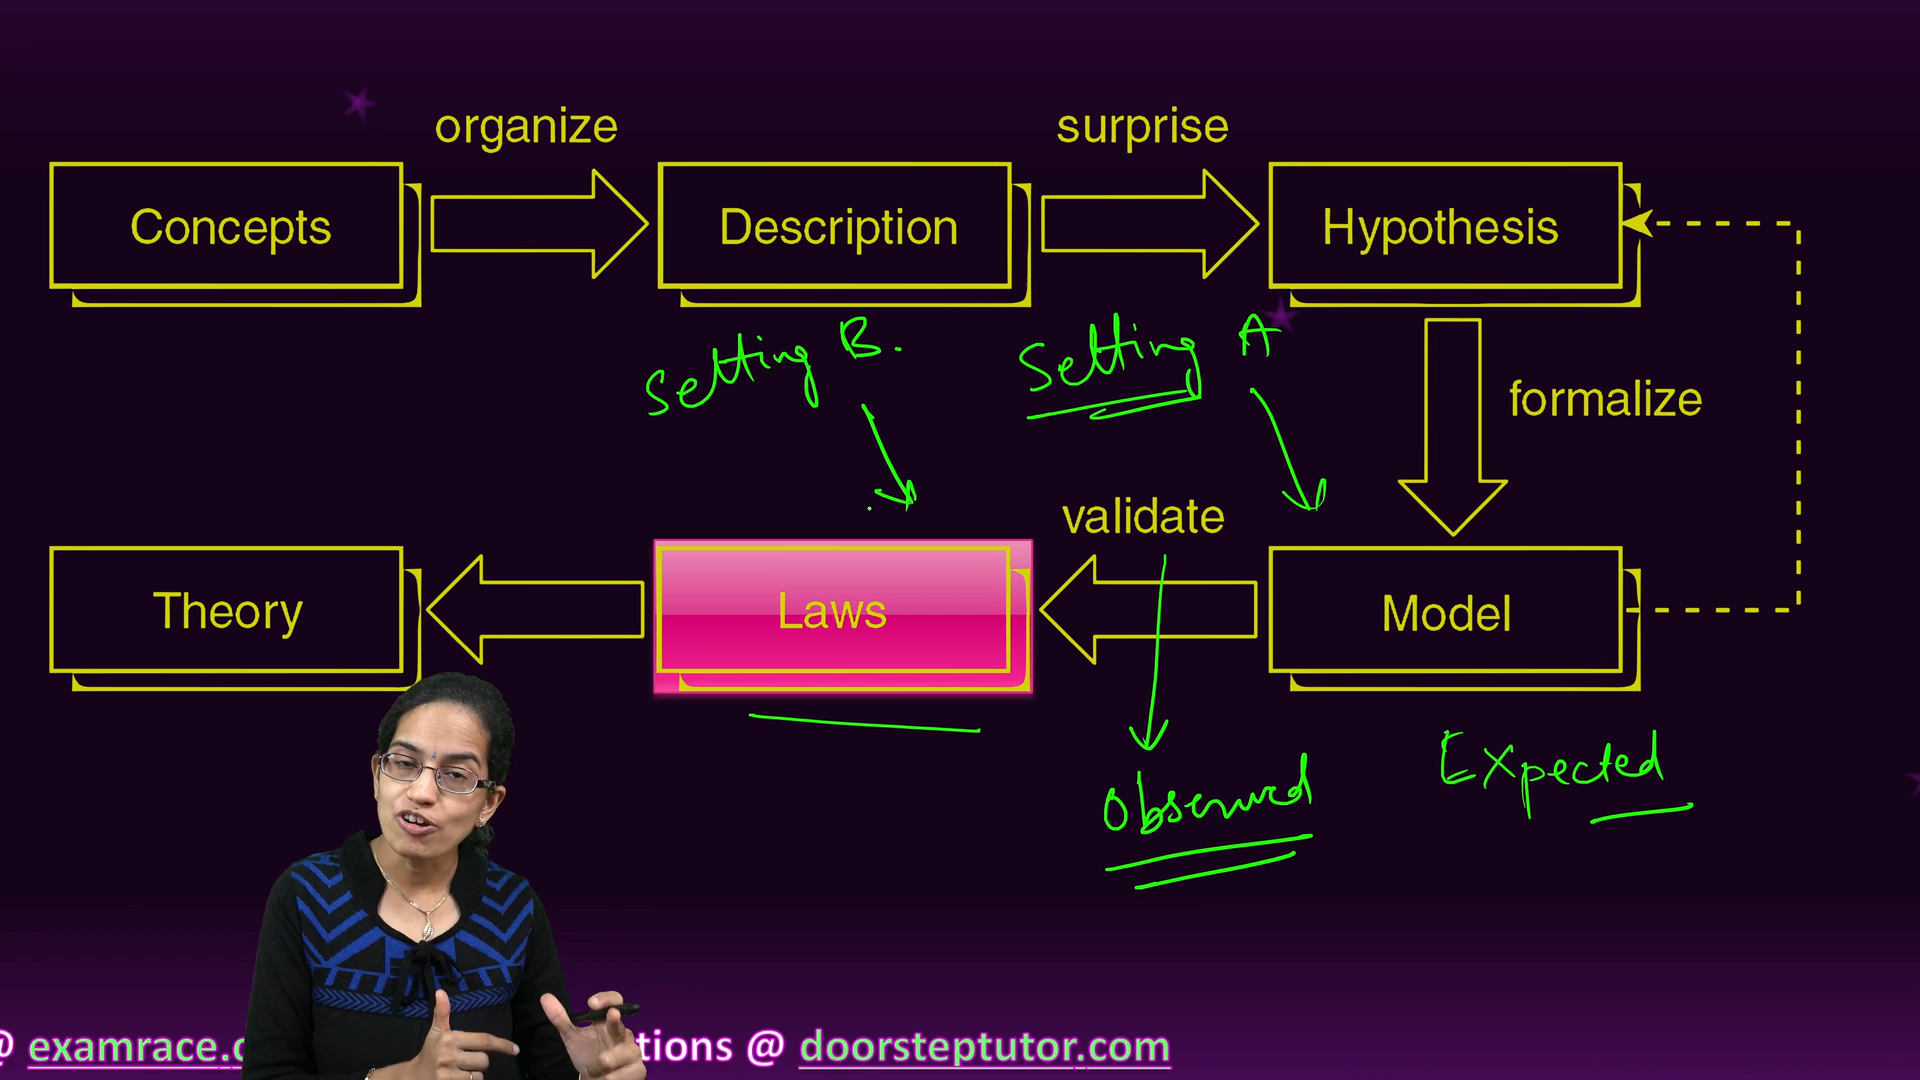 organize
surprise
Concepts
Description
Hypothesis
Setting B.
Setting A
formalize
validate
Theory
Laws
Model
Observed
Expected
@ examrace.c
tions @ doorsteptutor.com